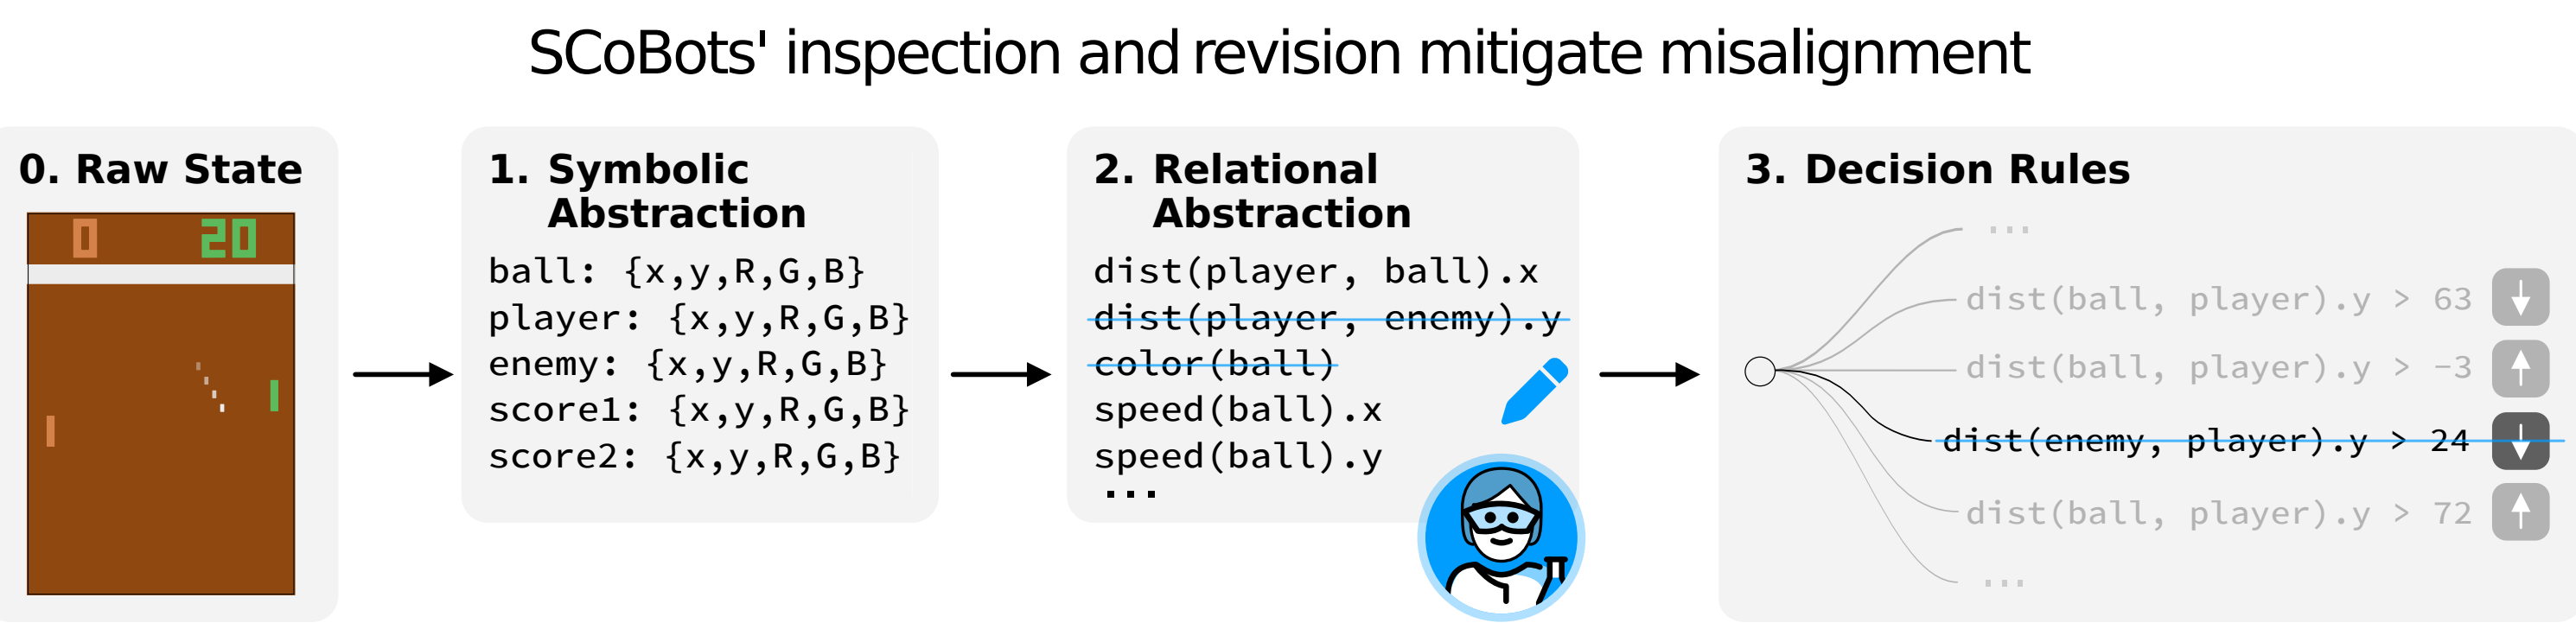 SCoBots' inspection and revision mitigate misalignment
0. Raw State
0 20
1. Symbolic
Abstraction
ball: {x,y,R,G,B}
player: {x,y,R,G,B}
enemy: {x,y,R,G,B}
score1: {x,y,R,G,B}
score2: {x,y,R,G,B}
2. Relational
Abstraction
dist(player, ball).x
dist(player, enemy).y
color(ball)
speed(ball).x
speed(ball).y
...
3. Decision Rules
...
dist(ball, player).y > 63
dist(ball, player).y > -3
dist(enemy, player).y > 24
dist(ball, player).y > 72
...